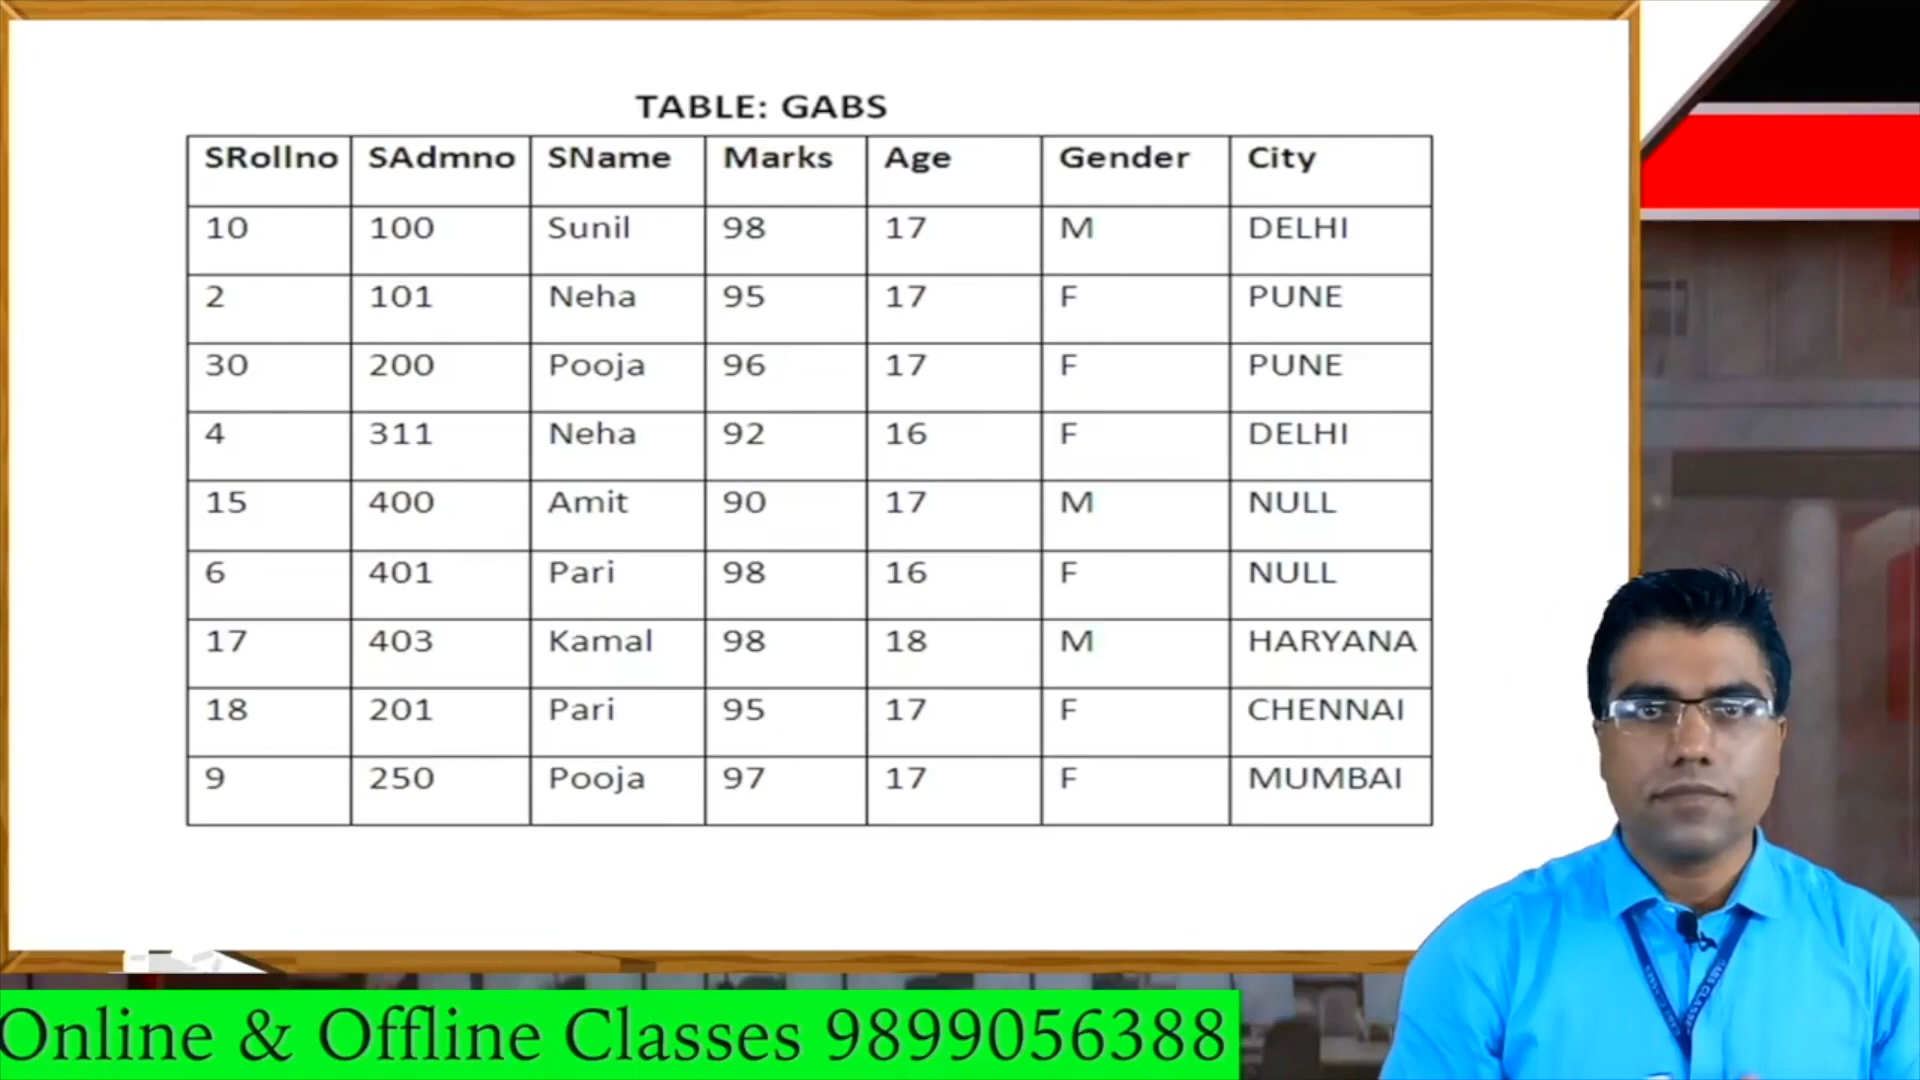 TABLE: GABS
SRollno SAdmno SName Marks Age Gender City
10 100 Sunil 98 17 M DELHI
2 101 Neha 95 17 F PUNE
30 200 Pooja 96 17 F PUNE
4 311 Neha 92 16 F DELHI
15 400 Amit 90 17 M NULL
6 401 Pari 98 16 F NULL
17 403 Kamal 98 18 M HARYANA
18 201 Pari 95 17 F CHENNAI
9 250 Pooja 97 17 F MUMBAI
Online & Offline Classes 9899056388